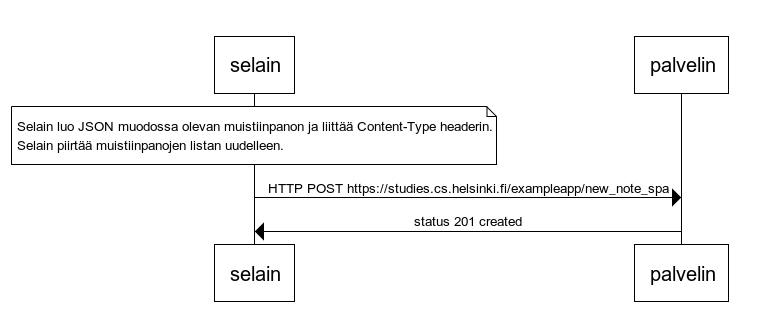 selain
palvelin
Selain luo JSON muodossa olevan muistiinpanon ja liittää Content-Type headerin.
Selain piirtää muistiinpanojen listan uudelleen.
HTTP POST https://studies.cs.helsinki.fi/exampleapp/new_note_spa
status 201 created
selain
palvelin